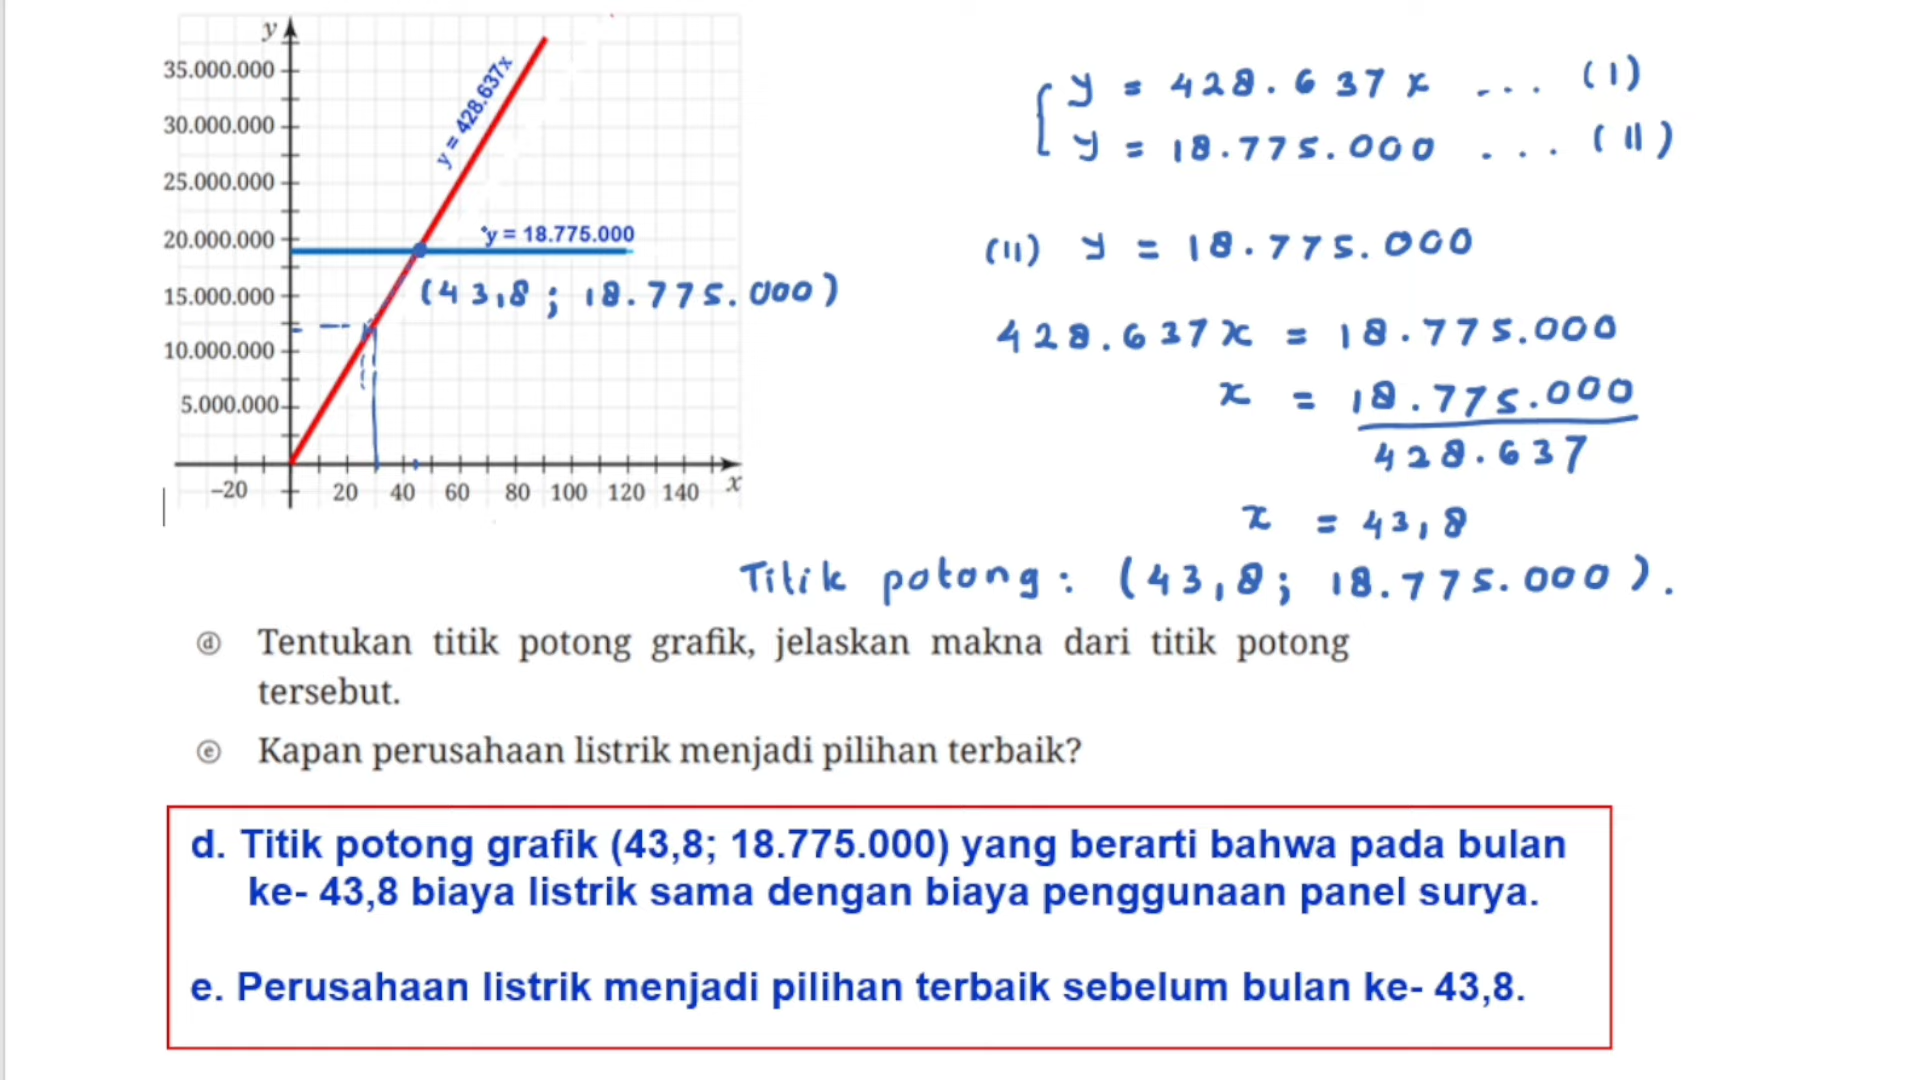 y
35.000.000
30.000.000
25.000.000
20.000.000
15.000.000
10.000.000
5.000.000
y = 428.637x
y = 18.775.000
(43,8 ; 18.775.000)
-20 20 40 60 80 100 120 140 x
y = 428.637x ... (I)
y = 18.775.000 ... (II)
(II) y = 18.775.000
428.637x = 18.775.000
x = 18.775.000
428.637
x = 43,8
Titik potong : (43,8; 18.775.000).
d Tentukan titik potong grafik, jelaskan makna dari titik potong
tersebut.
e Kapan perusahaan listrik menjadi pilihan terbaik?
d. Titik potong grafik (43,8; 18.775.000) yang berarti bahwa pada bulan
ke- 43,8 biaya listrik sama dengan biaya penggunaan panel surya.
e. Perusahaan listrik menjadi pilihan terbaik sebelum bulan ke- 43,8.